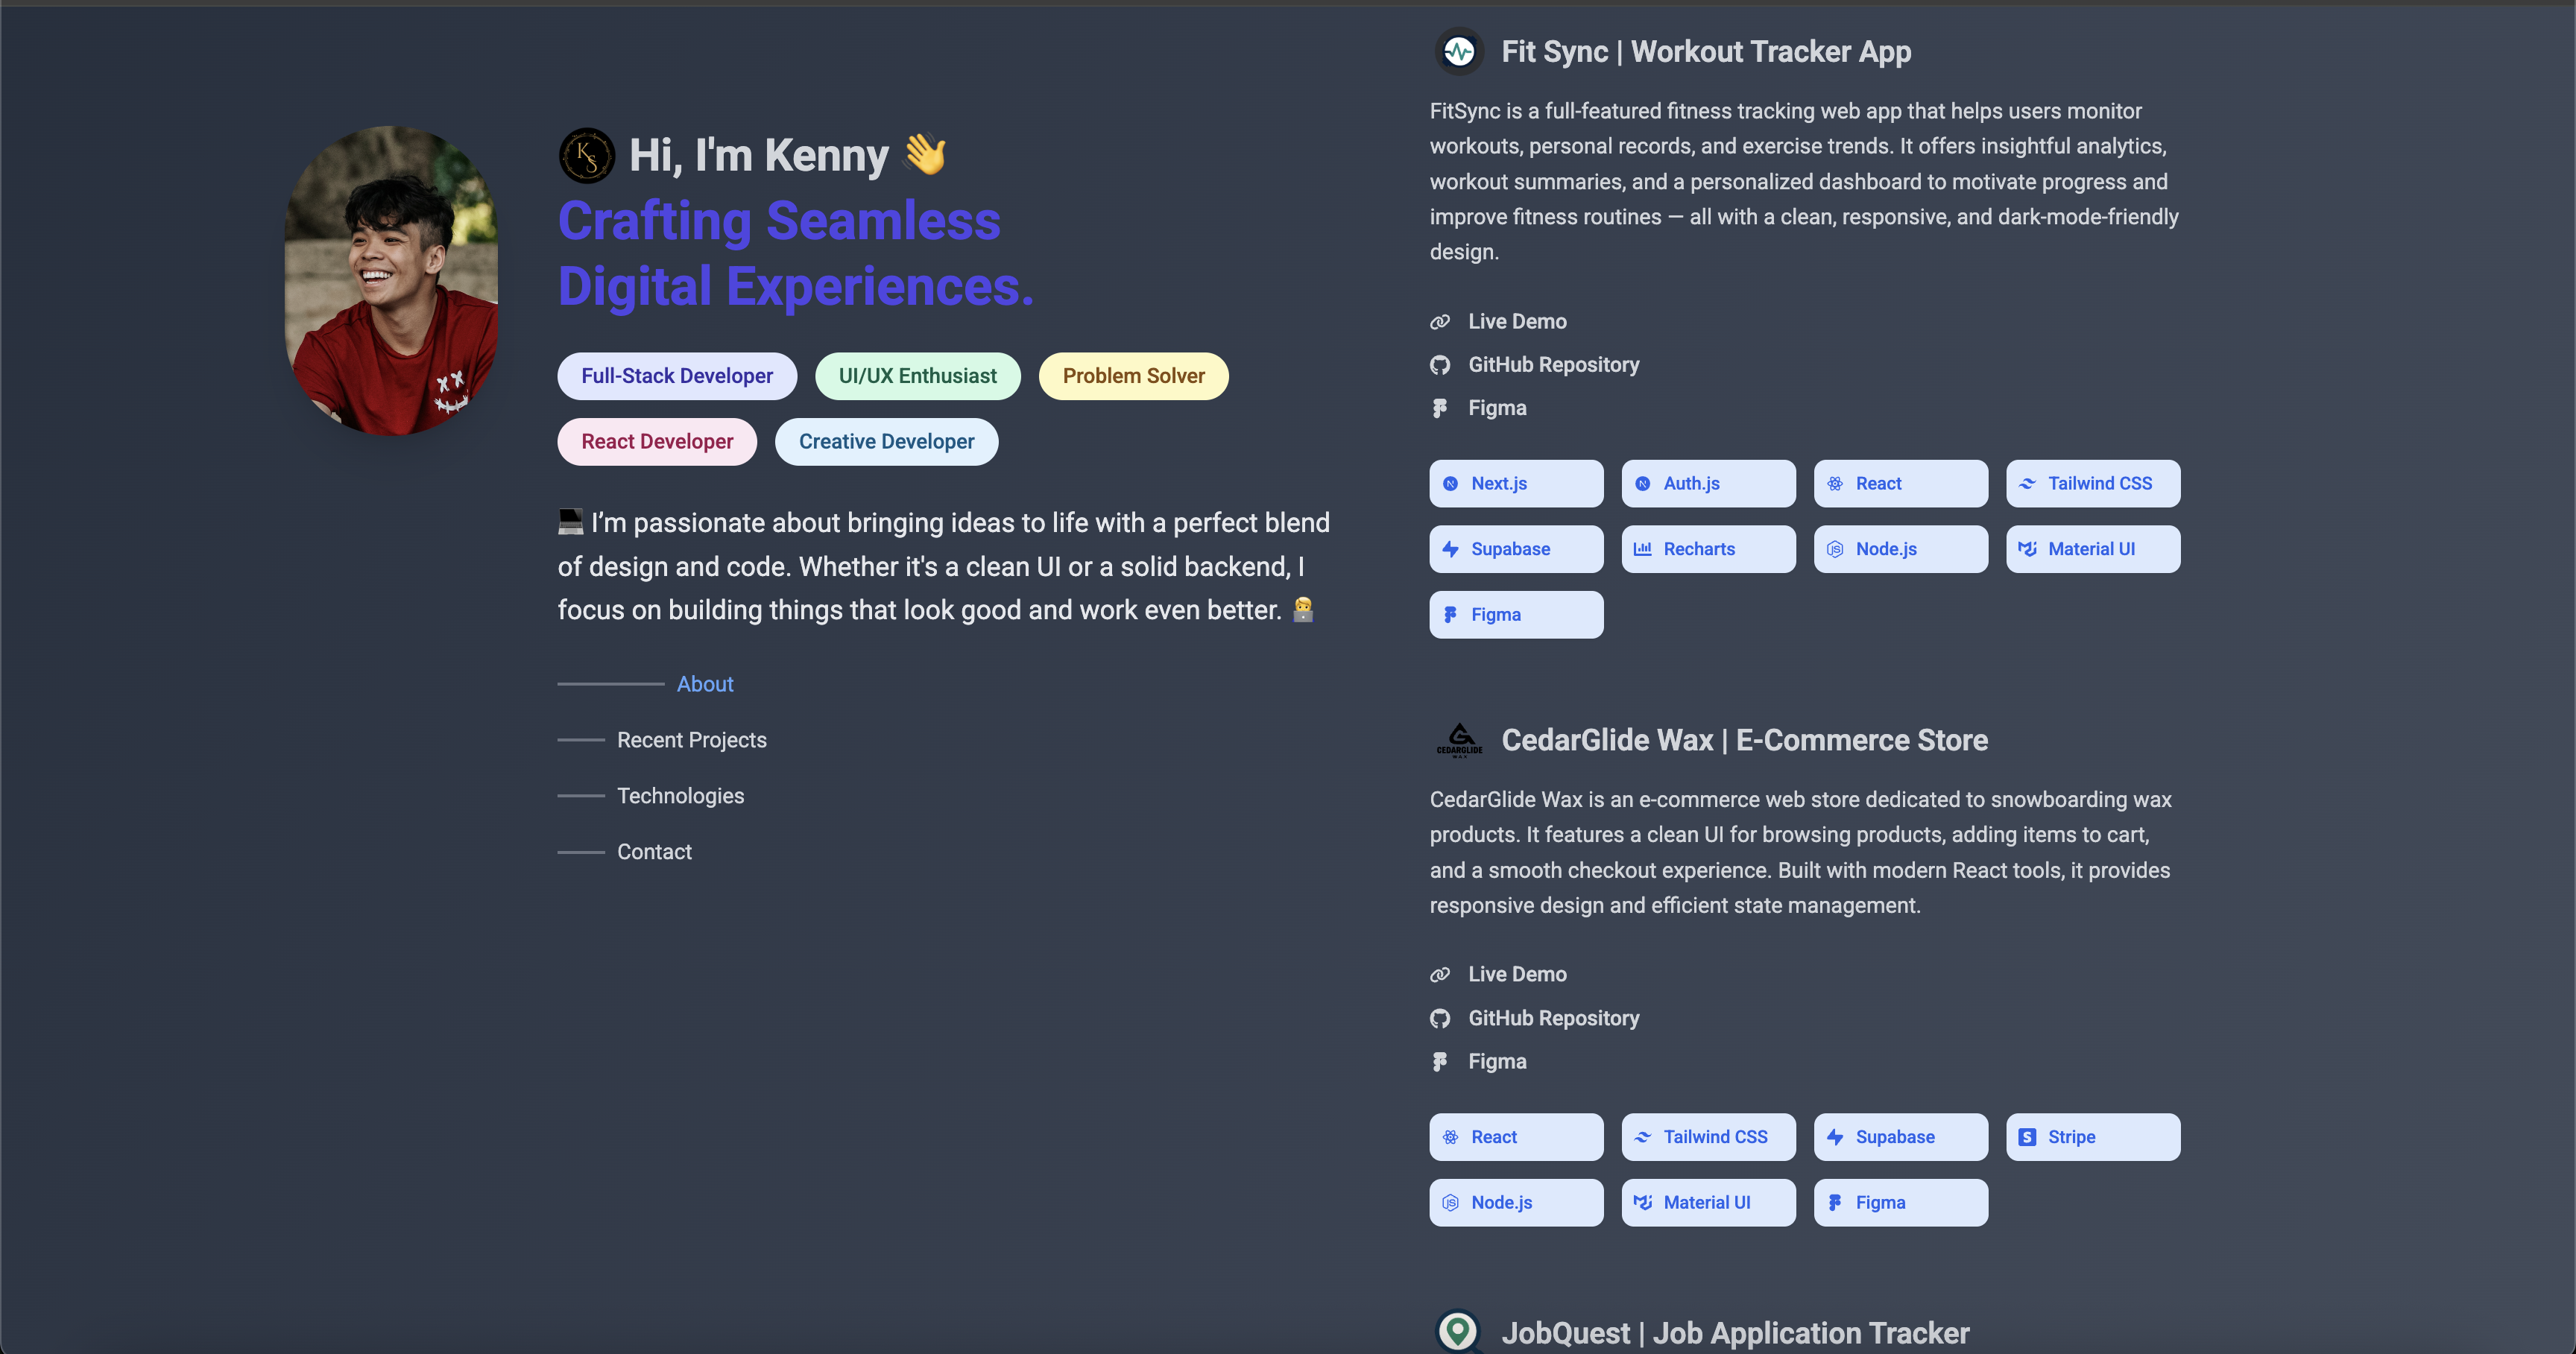 K
S
Hi, I'm Kenny 👋
Crafting Seamless
Digital Experiences.
Full-Stack Developer
UI/UX Enthusiast
Problem Solver
React Developer
Creative Developer
💻 I’m passionate about bringing ideas to life with a perfect blend
of design and code. Whether it's a clean UI or a solid backend, I
focus on building things that look good and work even better. 👨‍💻
About
Recent Projects
Technologies
Contact
Fit Sync | Workout Tracker App
FitSync is a full-featured fitness tracking web app that helps users monitor
workouts, personal records, and exercise trends. It offers insightful analytics,
workout summaries, and a personalized dashboard to motivate progress and
improve fitness routines — all with a clean, responsive, and dark-mode-friendly
design.
Live Demo
GitHub Repository
Figma
Next.js
Auth.js
React
Tailwind CSS
Supabase
Recharts
Node.js
Material UI
Figma
CEDARGLIDE
WAX
CedarGlide Wax | E-Commerce Store
CedarGlide Wax is an e-commerce web store dedicated to snowboarding wax
products. It features a clean UI for browsing products, adding items to cart,
and a smooth checkout experience. Built with modern React tools, it provides
responsive design and efficient state management.
Live Demo
GitHub Repository
Figma
React
Tailwind CSS
Supabase
Stripe
Node.js
Material UI
Figma
JobQuest | Job Application Tracker